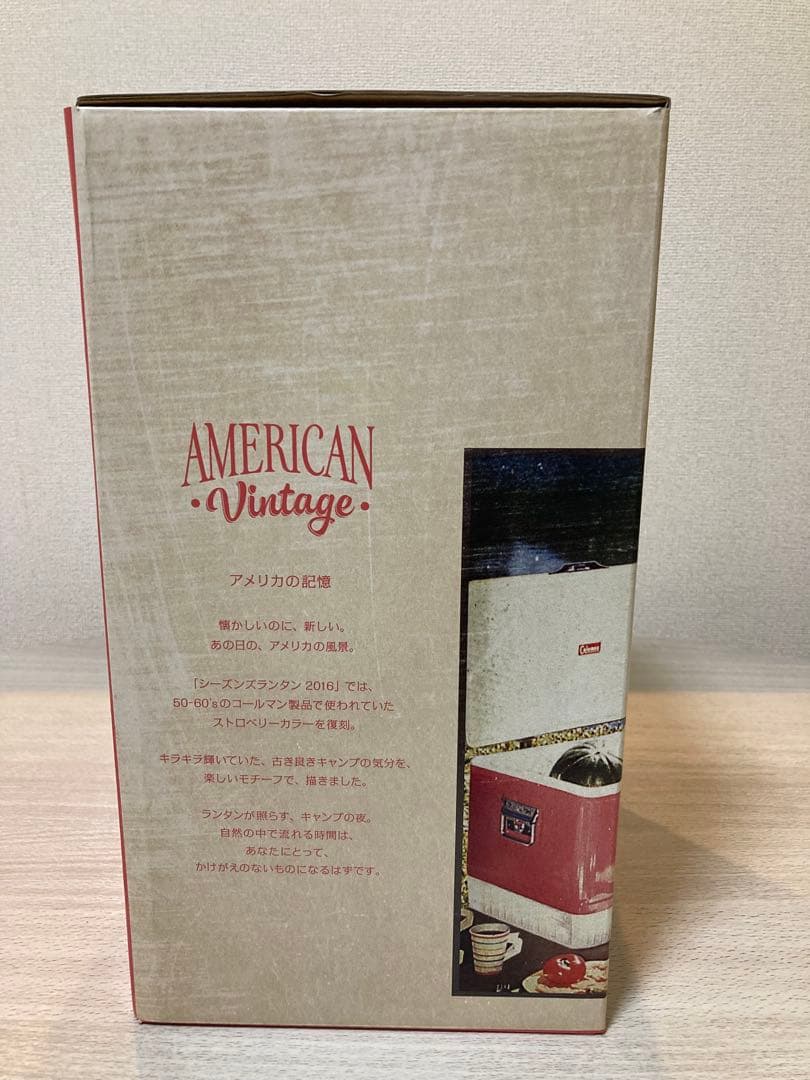 AMERICAN
• Vintage •
アメリカの記憶
懐かしいのに、新しい。
あの日の、アメリカの風景。
「シーズンズランタン 2016」では、
50-60'sのコールマン製品で使われていた
ストロベリーカラーを復刻。
キラキラ輝いていた、古き良きキャンプの気分を、
楽しいモチーフで、描きました。
ランタンが照らす、キャンプの夜。
自然の中で流れる時間は、
あなたにとって、
かけがえのないものになるはずです。
Coleman